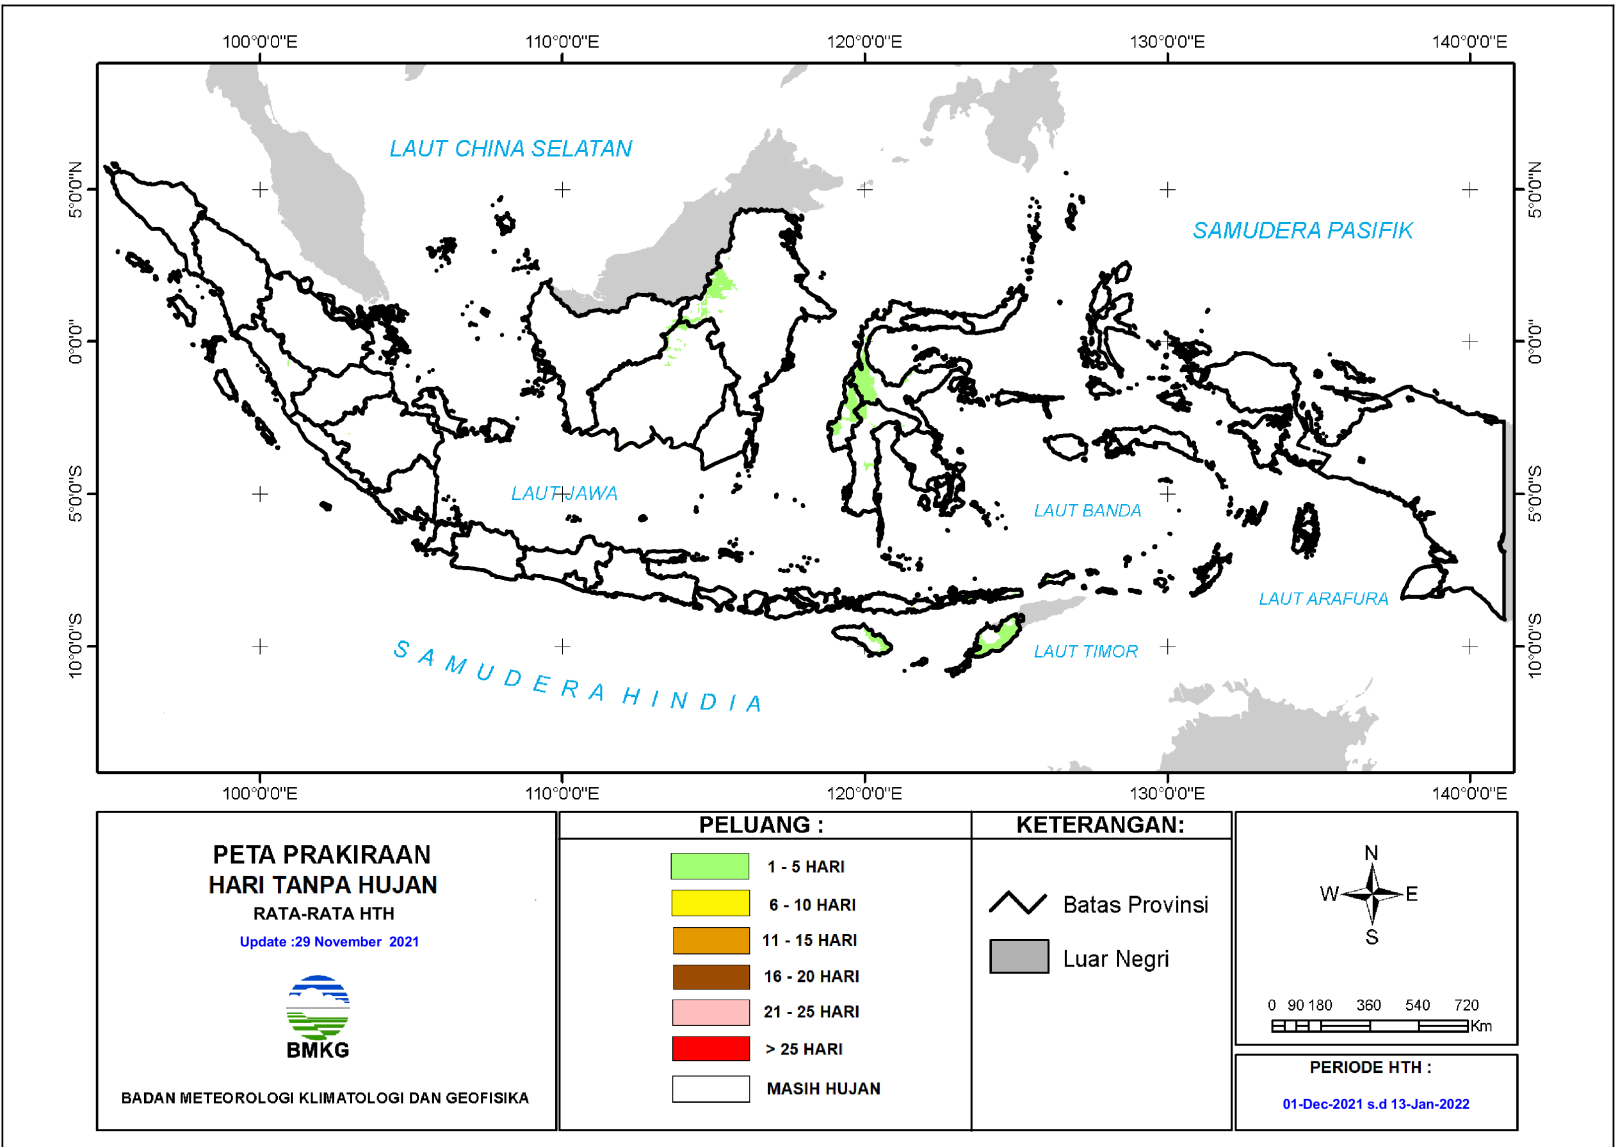 100°0'0"E 110°0'0"E 120°0'0"E 130°0'0"E 140°0'0"E
LAUT CHINA SELATAN
5°0'0"N 5°0'0"N
SAMUDERA PASIFIK
0°0'0" 0°0'0"
5°0'0"S 5°0'0"S
LAUT JAWA
LAUT BANDA
LAUT ARAFURA
10°0'0"S 10°0'0"S
LAUT TIMOR
SAMUDERA HINDIA
100°0'0"E 110°0'0"E 120°0'0"E 130°0'0"E 140°0'0"E
PETA PRAKIRAAN
HARI TANPA HUJAN
RATA-RATA HTH
Update :29 November 2021
BMKG
BADAN METEOROLOGI KLIMATOLOGI DAN GEOFISIKA
PELUANG :
1 - 5 HARI
6 - 10 HARI
11 - 15 HARI
16 - 20 HARI
21 - 25 HARI
> 25 HARI
MASIH HUJAN
KETERANGAN:
Batas Provinsi
Luar Negri
N
W E
S
0 90 180 360 540 720
Km
PERIODE HTH :
01-Dec-2021 s.d 13-Jan-2022